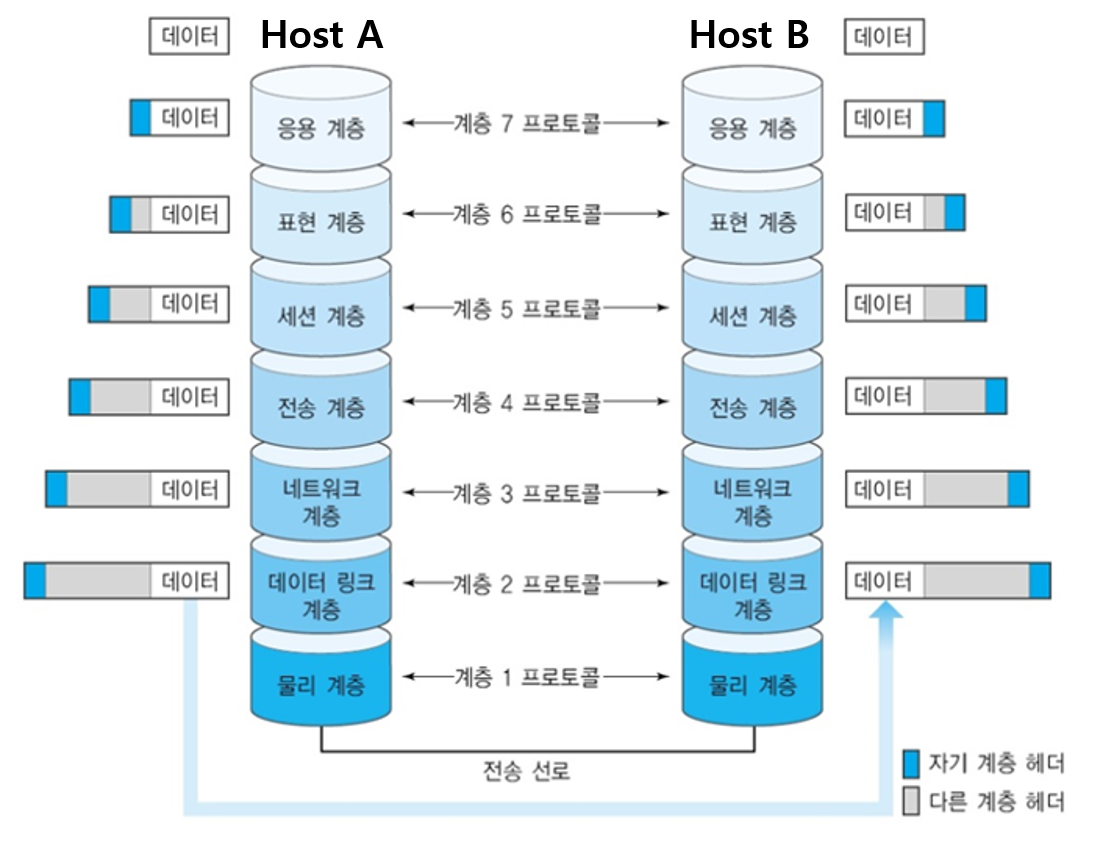 데이터 Host A Host B 데이터
데이터 응용 계층 계층 7 프로토콜 응용 계층 데이터
데이터 표현 계층 계층 6 프로토콜 표현 계층 데이터
데이터 세션 계층 계층 5 프로토콜 세션 계층 데이터
데이터 전송 계층 계층 4 프로토콜 전송 계층 데이터
데이터 네트워크 계층 3 프로토콜 네트워크 데이터
계층 계층
데이터 데이터 링크 계층 2 프로토콜 데이터 링크 데이터
계층 계층
물리 계층 계층 1 프로토콜 물리 계층
전송 선로
자기 계층 헤더
다른 계층 헤더